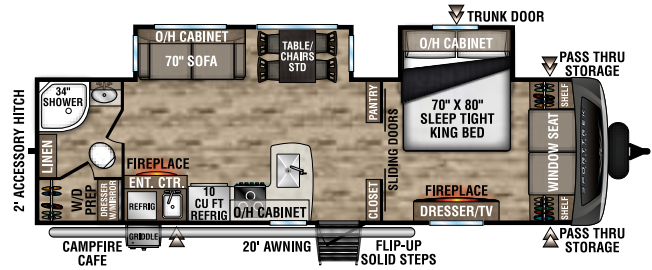 TRUNK DOOR
O/H CABINET
70" SOFA
TABLE/
CHAIRS
STD
O/H CABINET
PASS THRU
STORAGE
34"
SHOWER
PANTRY
SLIDING DOORS
70" X 80"
SLEEP TIGHT
KING BED
SHELF
WINDOW SEAT
SPORTTREK
2" ACCESSORY HITCH
LINEN
FIREPLACE
ENT. CTR.
W/D
PREP
DRESSER
W/MIRROR
REFRIG
10
CU FT
REFRIG
O/H CABINET
CLOSET
FIREPLACE
DRESSER/TV
SHELF
GRIDDLE
CAMPFIRE
CAFE
20' AWNING
FLIP-UP
SOLID STEPS
PASS THRU
STORAGE